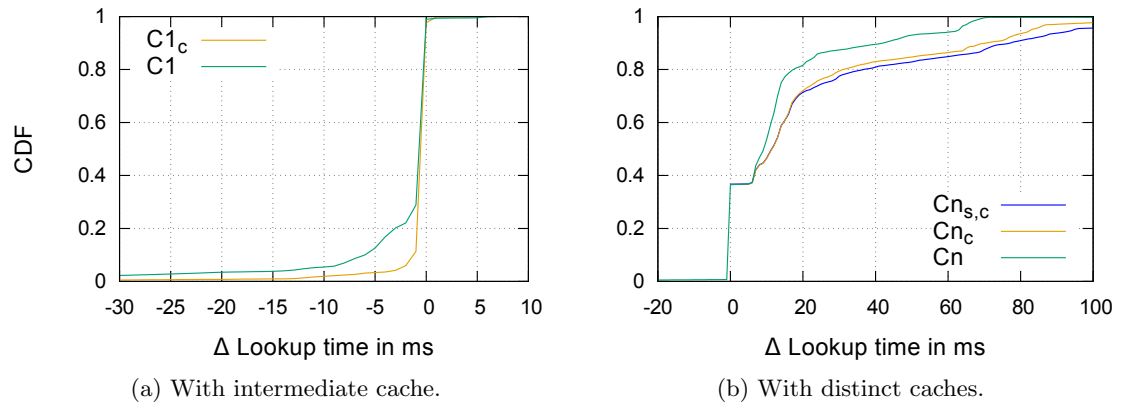 CDF
1
0.8
0.6
0.4
0.2
0
C1c
C1
-30 -25 -20 -15 -10 -5 0 5 10
Δ Lookup time in ms
(a) With intermediate cache.
1
0.8
0.6
0.4
0.2
0
Cns,c
Cnc
Cn
-20 0 20 40 60 80 100
Δ Lookup time in ms
(b) With distinct caches.